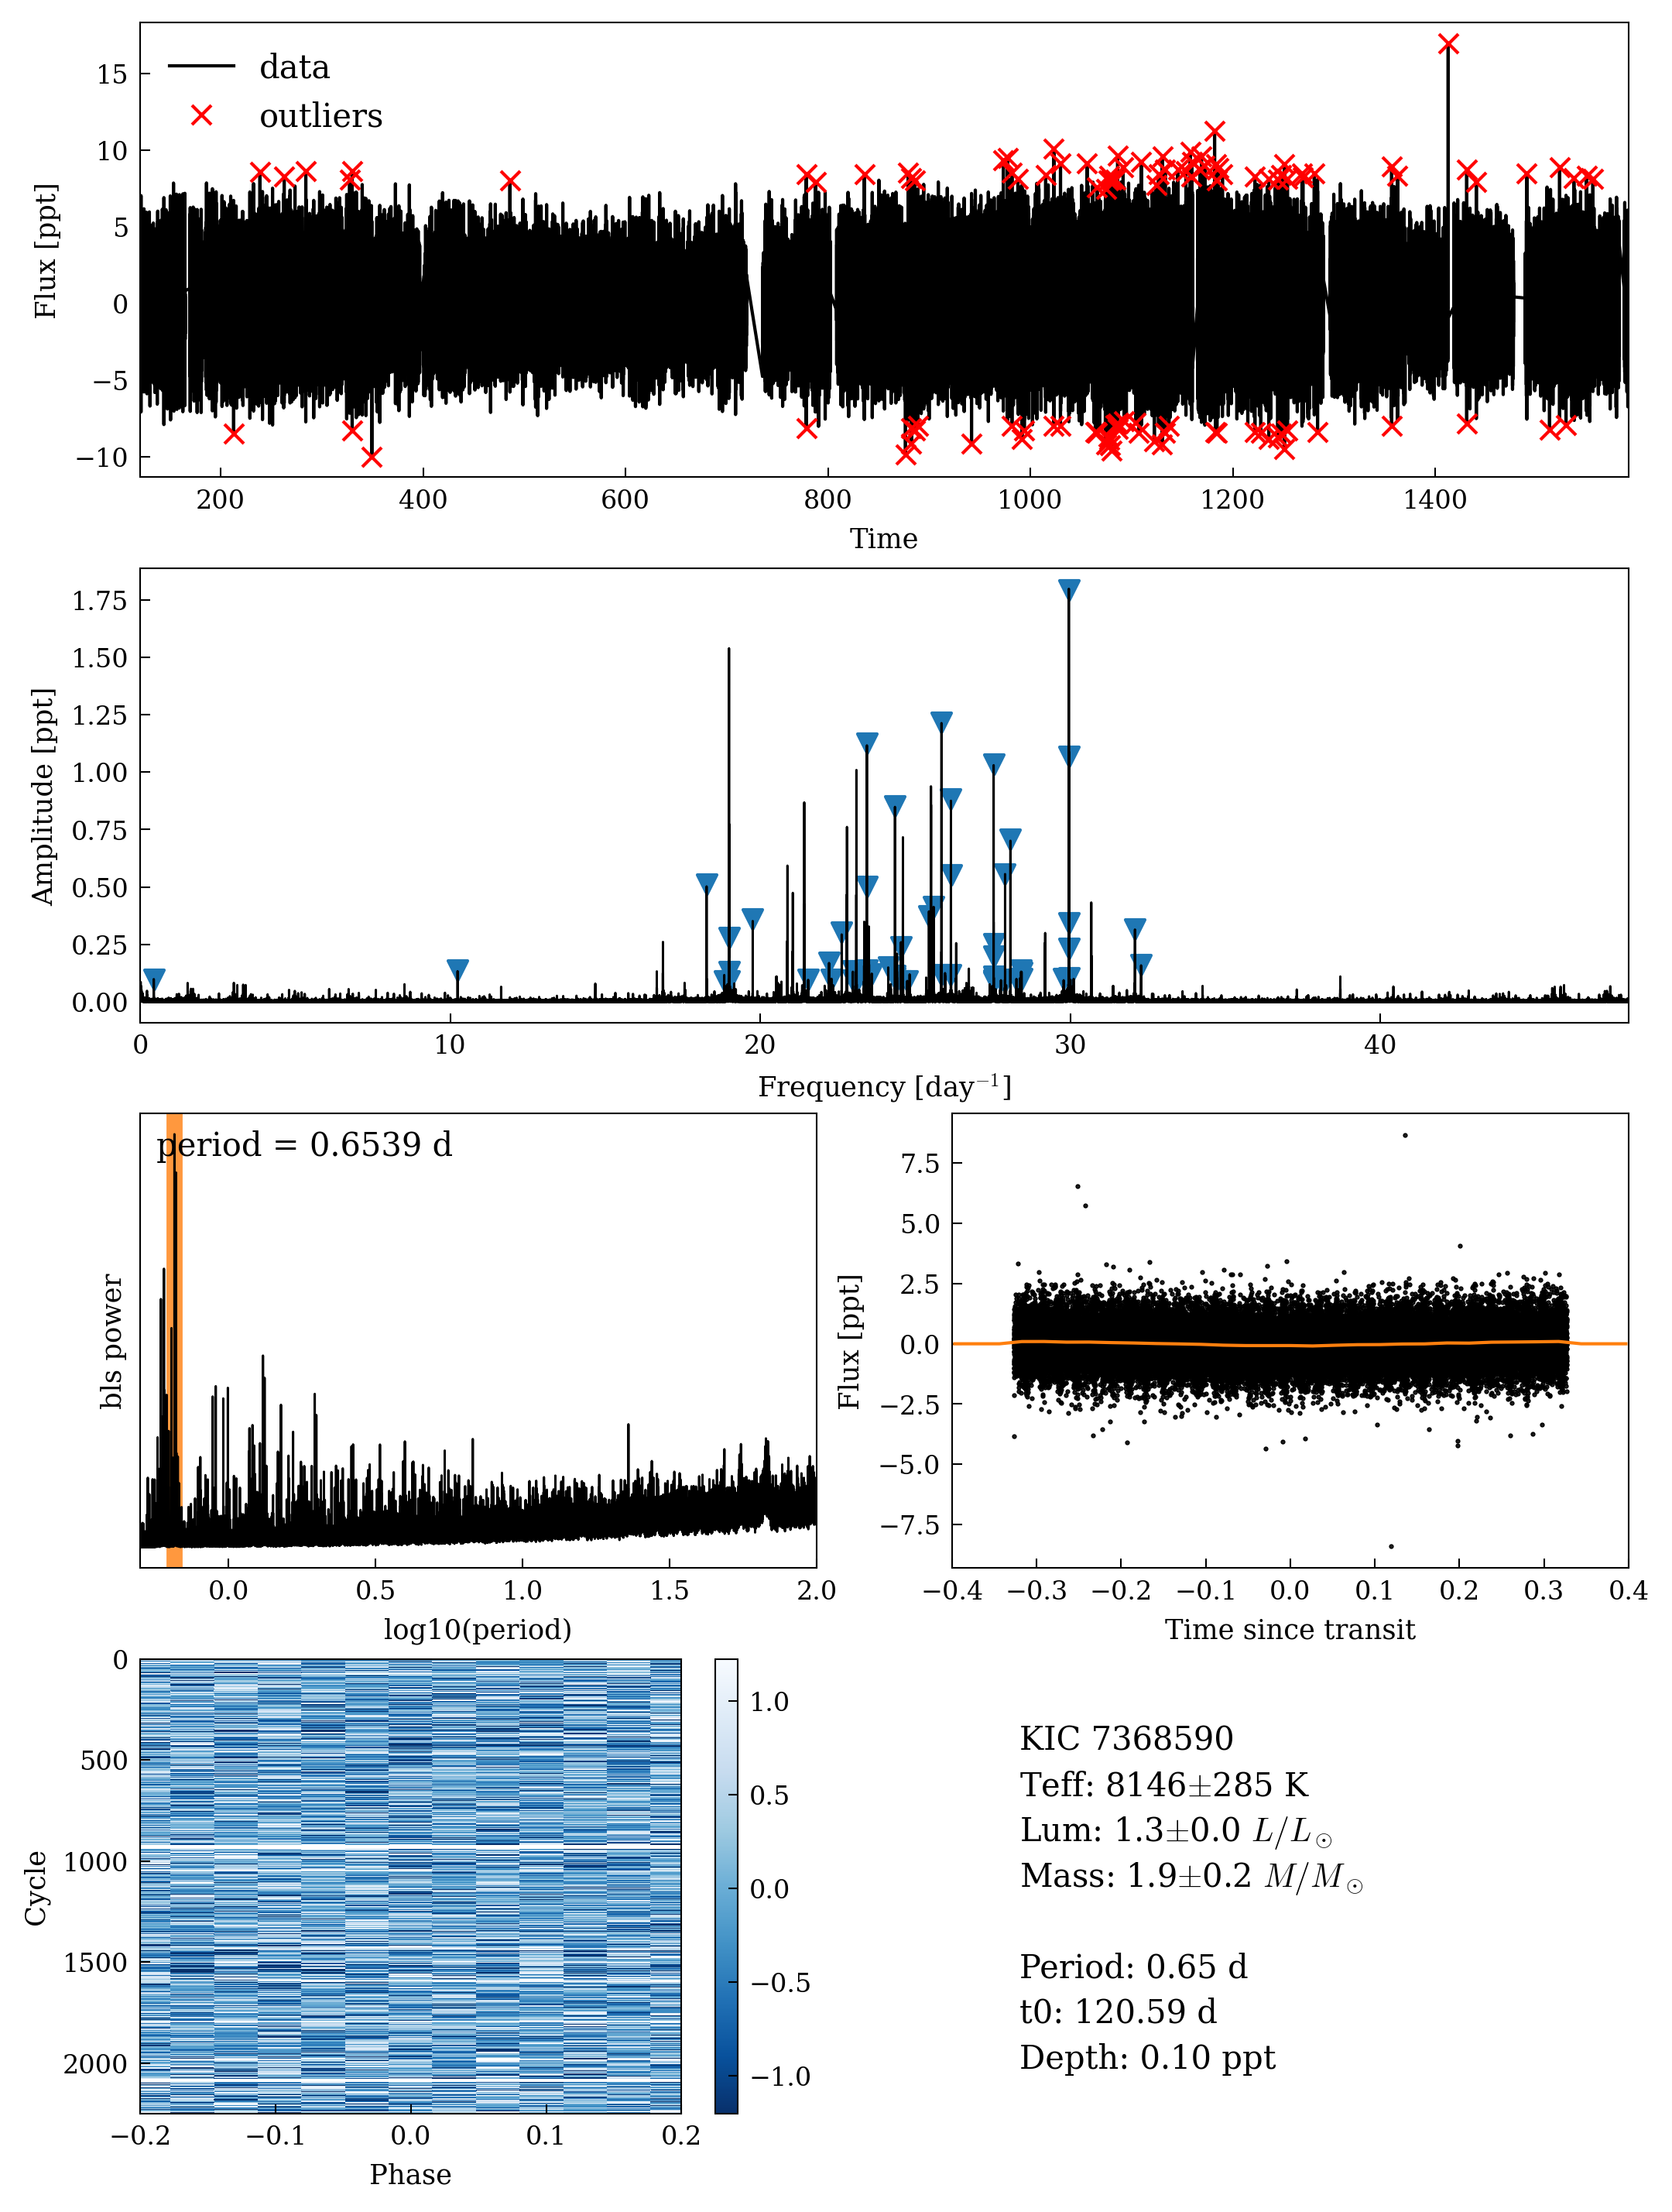 data
outliers
15
10
5
0
−5
−10
Flux [ppt]
200 400 600 800 1000 1200 1400
Time
1.75
1.50
1.25
1.00
0.75
0.50
0.25
0.00
Amplitude [ppt]
0 10 20 30 40
Frequency [day⁻¹]
period = 0.6539 d
bls power
0.0 0.5 1.0 1.5 2.0
log10(period)
7.5
5.0
2.5
0.0
−2.5
−5.0
−7.5
Flux [ppt]
−0.4 −0.3 −0.2 −0.1 0.0 0.1 0.2 0.3 0.4
Time since transit
0
500
1000
1500
2000
Cycle
−0.2 −0.1 0.0 0.1 0.2
Phase
1.0
0.5
0.0
−0.5
−1.0
KIC 7368590
Teff: 8146±285 K
Lum: 1.3±0.0 L/L☉
Mass: 1.9±0.2 M/M☉
Period: 0.65 d
t0: 120.59 d
Depth: 0.10 ppt